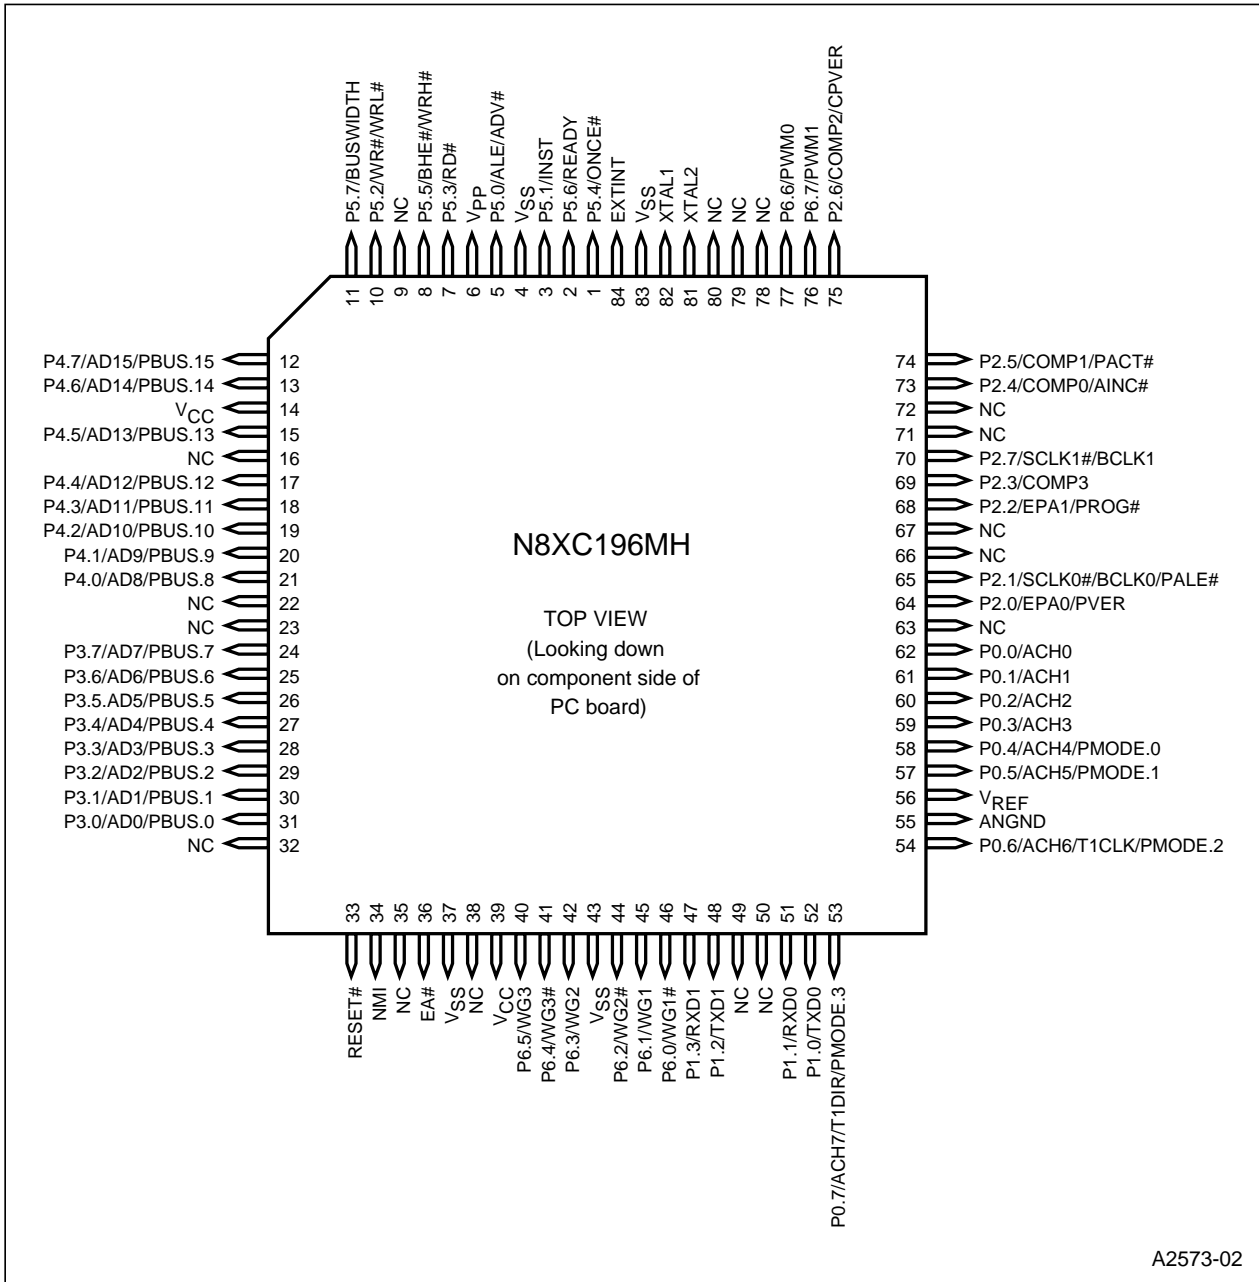 P5.7/BUSWIDTH
P5.2/WR#/WRL#
NC
P5.5/BHE#/WRH#
P5.3/RD#
VPP
P5.0/ALE/ADV#
VSS
P5.1/INST
P5.6/READY
P5.4/ONCE#
EXTINT
VSS
XTAL1
XTAL2
NC
NC
NC
P6.6/PWM0
P6.7/PWM1
P2.6/COMP2/CPVER
11 10 9 8 7 6 5 4 3 2 1 84 83 82 81 80 79 78 77 76 75
P4.7/AD15/PBUS.15 12
P4.6/AD14/PBUS.14 13
VCC 14
P4.5/AD13/PBUS.13 15
NC 16
P4.4/AD12/PBUS.12 17
P4.3/AD11/PBUS.11 18
P4.2/AD10/PBUS.10 19
P4.1/AD9/PBUS.9 20
P4.0/AD8/PBUS.8 21
NC 22
NC 23
P3.7/AD7/PBUS.7 24
P3.6/AD6/PBUS.6 25
P3.5.AD5/PBUS.5 26
P3.4/AD4/PBUS.4 27
P3.3/AD3/PBUS.3 28
P3.2/AD2/PBUS.2 29
P3.1/AD1/PBUS.1 30
P3.0/AD0/PBUS.0 31
NC 32
N8XC196MH
TOP VIEW
(Looking down
on component side of
PC board)
74 P2.5/COMP1/PACT#
73 P2.4/COMP0/AINC#
72 NC
71 NC
70 P2.7/SCLK1#/BCLK1
69 P2.3/COMP3
68 P2.2/EPA1/PROG#
67 NC
66 NC
65 P2.1/SCLK0#/BCLK0/PALE#
64 P2.0/EPA0/PVER
63 NC
62 P0.0/ACH0
61 P0.1/ACH1
60 P0.2/ACH2
59 P0.3/ACH3
58 P0.4/ACH4/PMODE.0
57 P0.5/ACH5/PMODE.1
56 VREF
55 ANGND
54 P0.6/ACH6/T1CLK/PMODE.2
33 34 35 36 37 38 39 40 41 42 43 44 45 46 47 48 49 50 51 52 53
RESET#
NMI
NC
EA#
VSS
NC
VCC
P6.5/WG3
P6.4/WG3#
P6.3/WG2
VSS
P6.2/WG2#
P6.1/WG1
P6.0/WG1#
P1.3/RXD1
P1.2/TXD1
NC
NC
P1.1/RXD0
P1.0/TXD0
P0.7/ACH7/T1DIR/PMODE.3
A2573-02